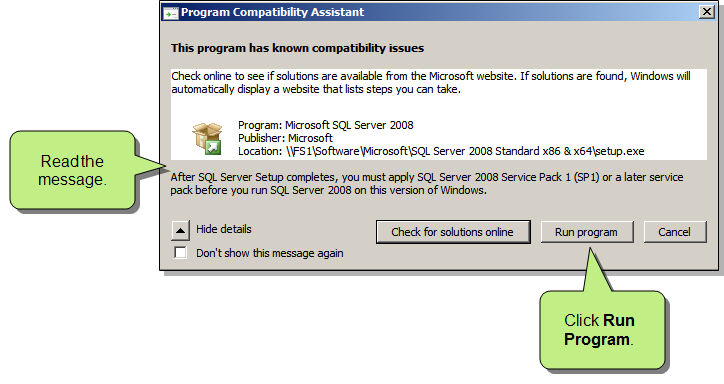 Program Compatibility Assistant
This program has known compatibility issues
Check online to see if solutions are available from the Microsoft website. If solutions are found, Windows will
automatically display a website that lists steps you can take.
Program: Microsoft SQL Server 2008
Publisher: Microsoft
Location: \\FS1\Software\Microsoft\SQL Server 2008 Standard x86 & x64\setup.exe
Read the
message.
After SQL Server Setup completes, you must apply SQL Server 2008 Service Pack 1 (SP1) or a later service
pack before you run SQL Server 2008 on this version of Windows.
Hide details
Check for solutions online
Run program
Cancel
Don't show this message again
Click Run
Program.